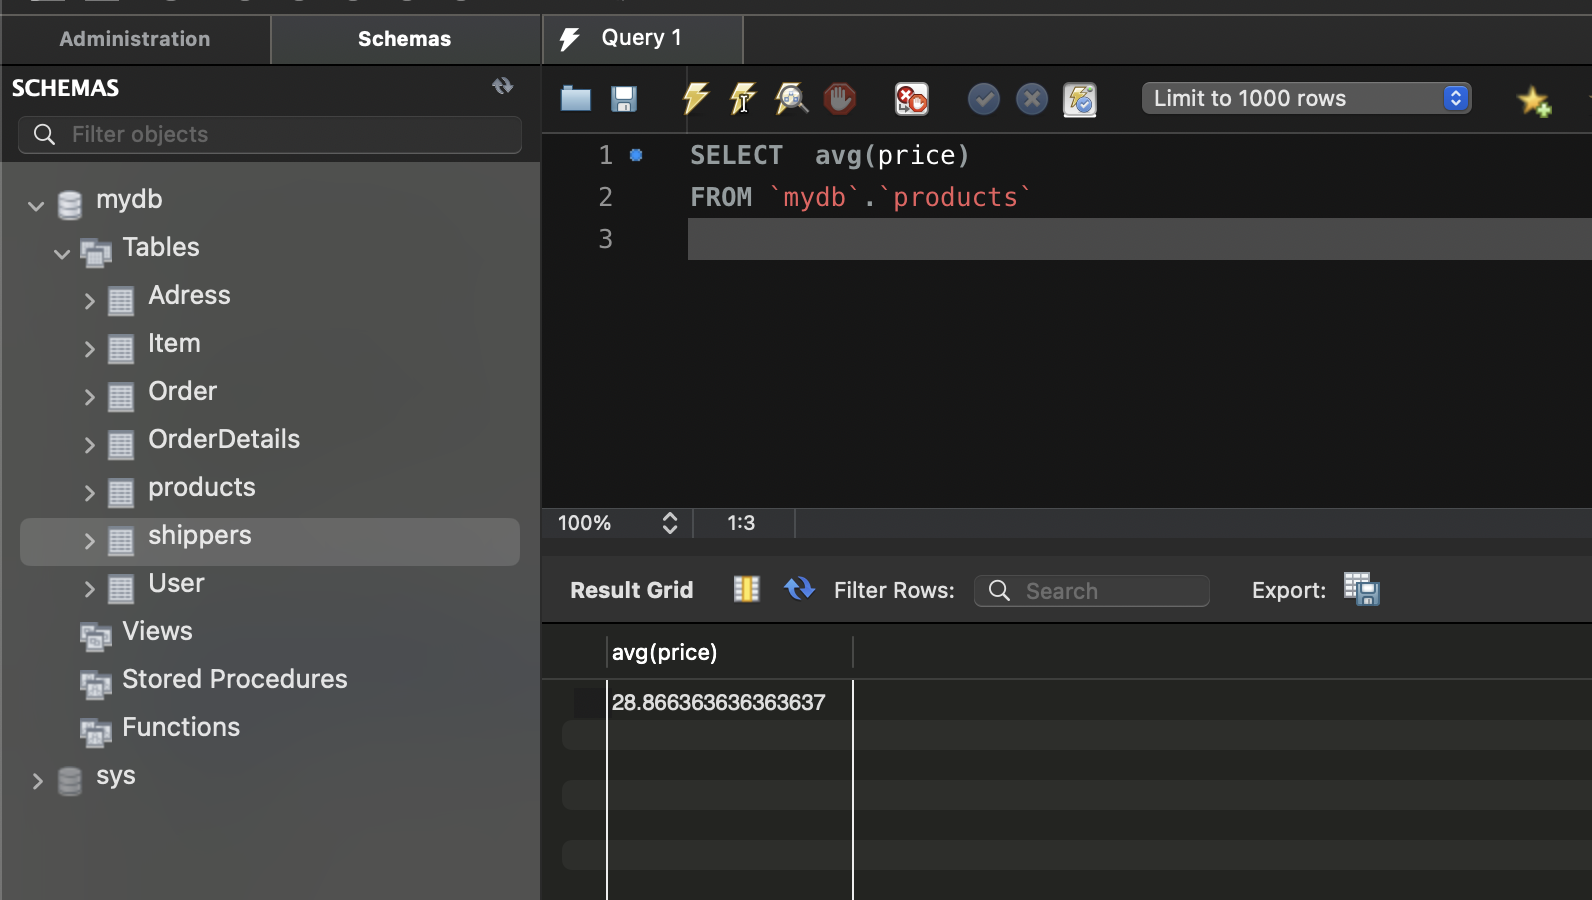 Administration
Schemas
Query 1
SCHEMAS
Filter objects
Limit to 1000 rows
mydb
Tables
Adress
Item
Order
OrderDetails
products
shippers
User
Views
Stored Procedures
Functions
sys
1 SELECT  avg(price)
2 FROM `mydb`.`products`
3
100%
1:3
Result Grid
Filter Rows:
Search
Export:
avg(price)
28.866363636363637